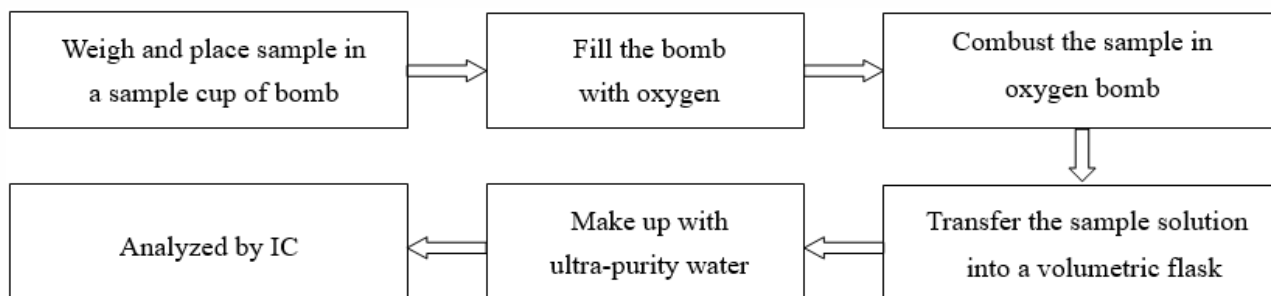 Weigh and place sample in
a sample cup of bomb
Fill the bomb
with oxygen
Combust the sample in
oxygen bomb
Transfer the sample solution
into a volumetric flask
Make up with
ultra-purity water
Analyzed by IC